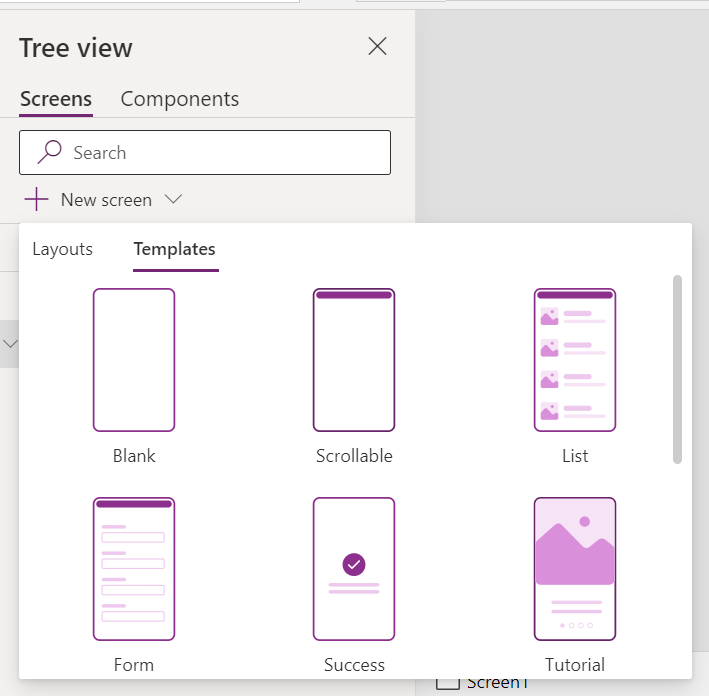 Tree view
Screens Components
Search
New screen
Layouts Templates
Blank Scrollable List
Form Success Tutorial
Screen1